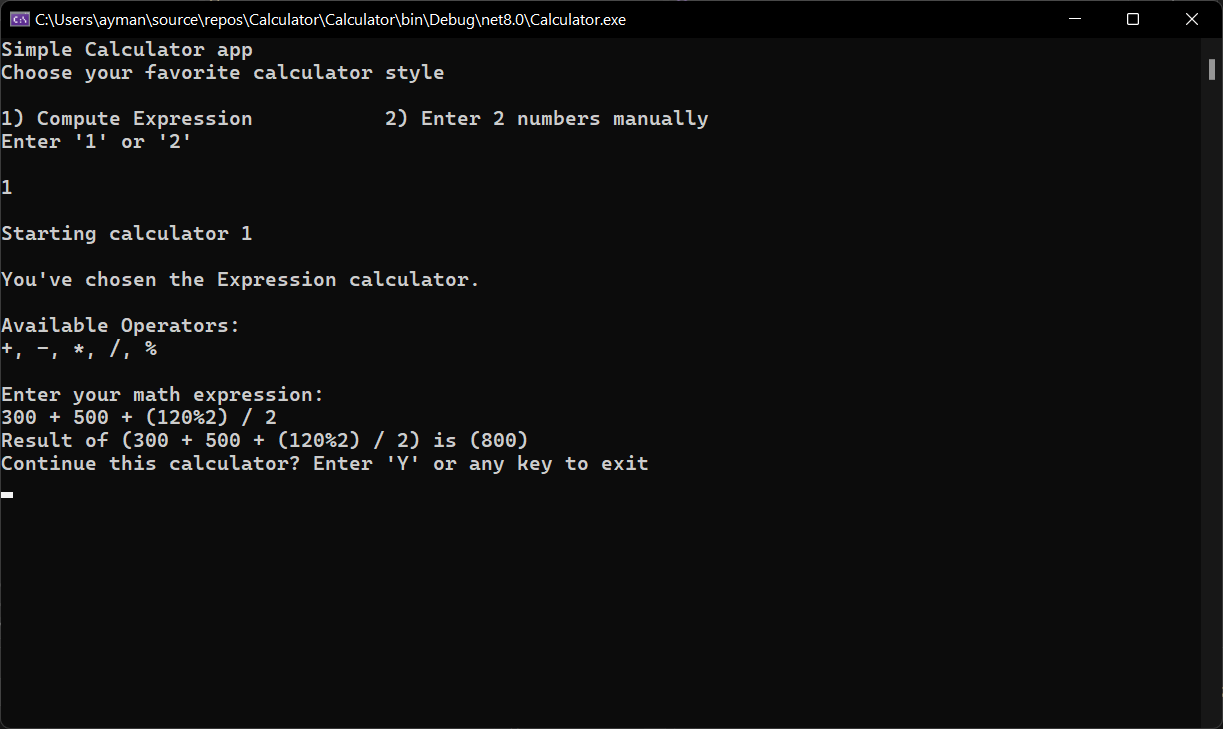 C:\Users\ayman\source\repos\Calculator\Calculator\bin\Debug\net8.0\Calculator.exe
Simple Calculator app
Choose your favorite calculator style
1) Compute Expression 2) Enter 2 numbers manually
Enter '1' or '2'
1
Starting calculator 1
You've chosen the Expression calculator.
Available Operators:
+, -, *, /, %
Enter your math expression:
300 + 500 + (120%2) / 2
Result of (300 + 500 + (120%2) / 2) is (800)
Continue this calculator? Enter 'Y' or any key to exit